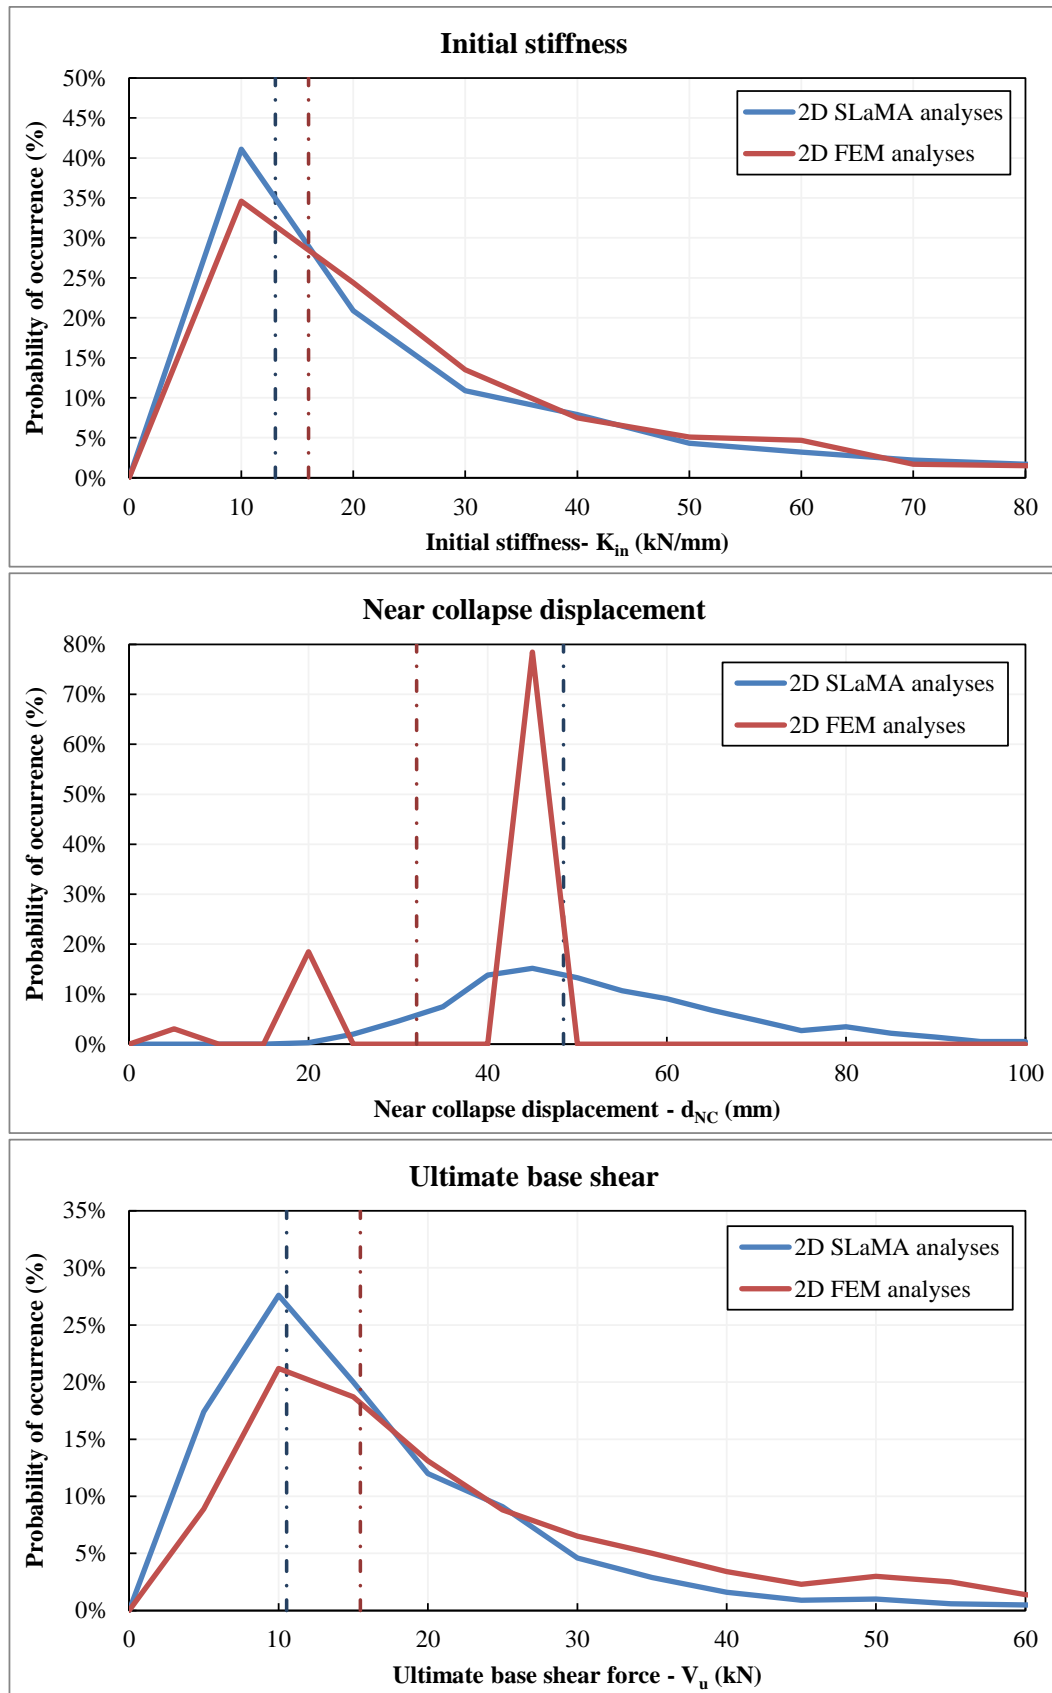 Initial stiffness
50%
45%
40%
35%
30%
25%
20%
15%
10%
5%
0%
Probability of occurrence (%)
2D SLaMA analyses
2D FEM analyses
0 10 20 30 40 50 60 70 80
Initial stiffness- K_in (kN/mm)
Near collapse displacement
80%
70%
60%
50%
40%
30%
20%
10%
0%
Probability of occurrence (%)
2D SLaMA analyses
2D FEM analyses
0 20 40 60 80 100
Near collapse displacement - d_NC (mm)
Ultimate base shear
35%
30%
25%
20%
15%
10%
5%
0%
Probability of occurrence (%)
2D SLaMA analyses
2D FEM analyses
0 10 20 30 40 50 60
Ultimate base shear force - V_u (kN)